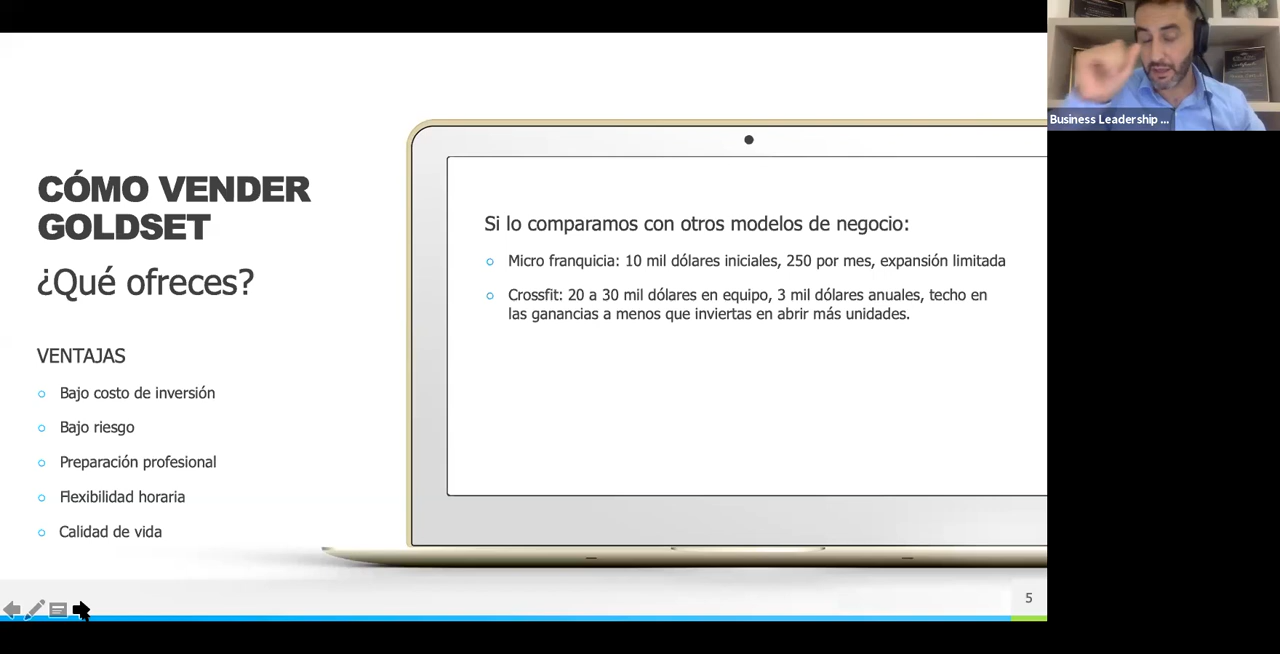 CÓMO VENDER
GOLDSET
¿Qué ofreces?
VENTAJAS
Bajo costo de inversión
Bajo riesgo
Preparación profesional
Flexibilidad horaria
Calidad de vida
Si lo comparamos con otros modelos de negocio:
Micro franquicia: 10 mil dólares iniciales, 250 por mes, expansión limitada
Crossfit: 20 a 30 mil dólares en equipo, 3 mil dólares anuales, techo en
las ganancias a menos que inviertas en abrir más unidades.
5
Business Leadership ...